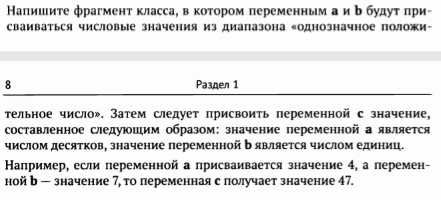 Напишите фрагмент класса, в котором переменным a и b будут при-
сваиваться числовые значения из диапазона «однозначное положи-
8 Раздел 1
тельное число». Затем следует присвоить переменной c значение,
составленное следующим образом: значение переменной a является
числом десятков, значение переменной b является числом единиц.
Например, если переменной a присваивается значение 4, а перемен-
ной b — значение 7, то переменная c получает значение 47.